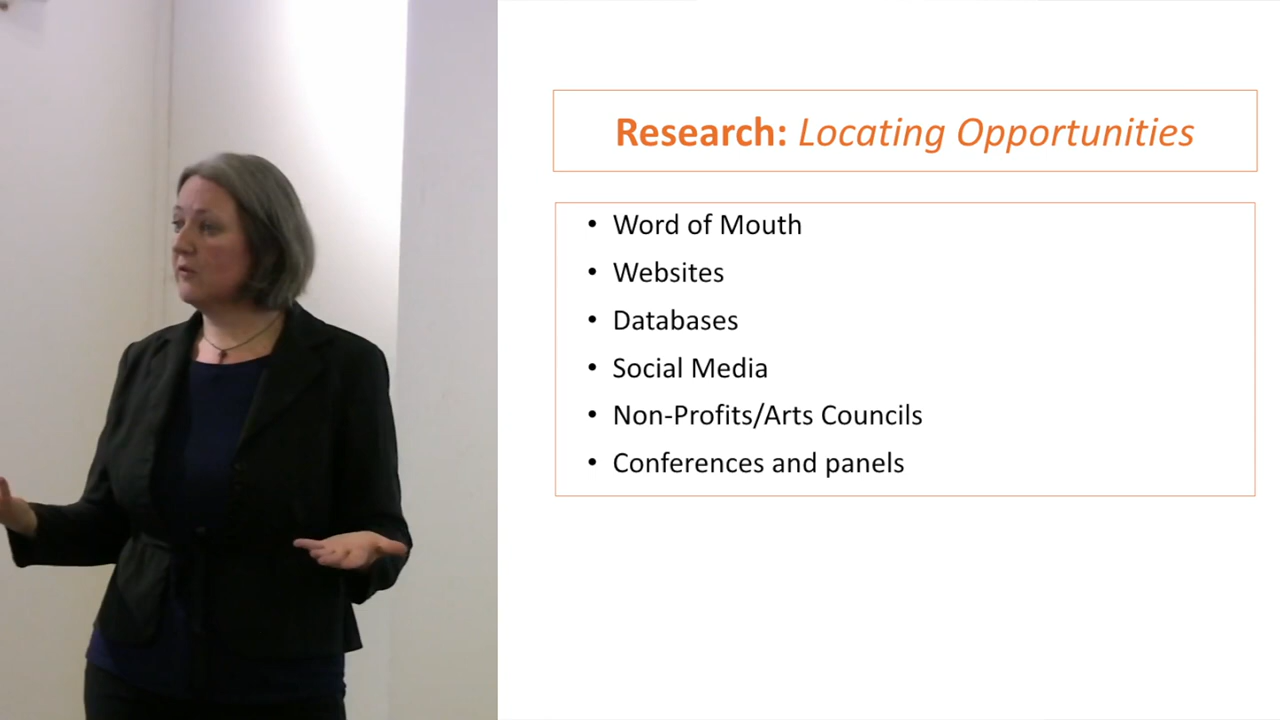 Research: Locating Opportunities
• Word of Mouth
• Websites
• Databases
• Social Media
• Non-Profits/Arts Councils
• Conferences and panels